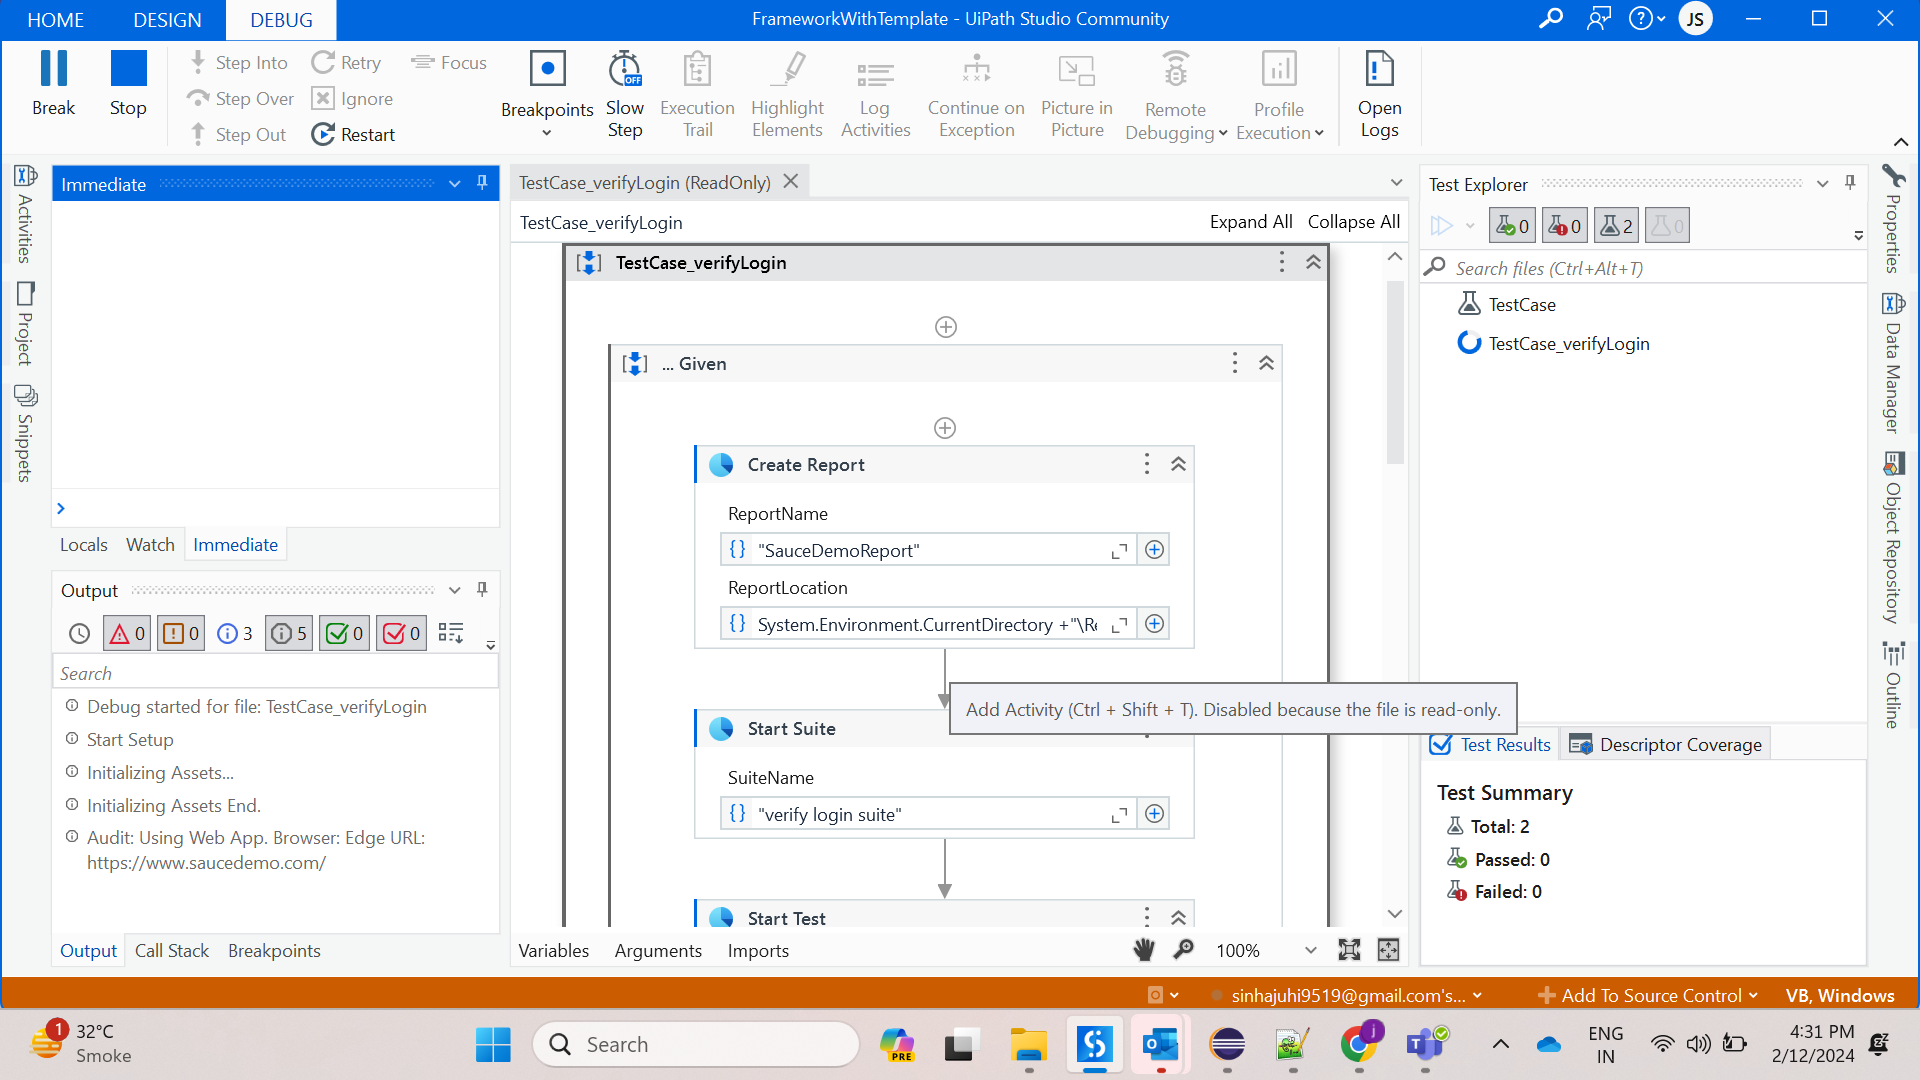 HOME
DESIGN
DEBUG
FrameworkWithTemplate - UiPath Studio Community
JS
Break
Stop
Step Into
Step Over
Step Out
Retry
Ignore
Restart
Focus
Breakpoints
OFF
Slow
Step
Execution
Trail
Highlight
Elements
Log
Activities
Continue on
Exception
Picture in
Picture
Remote
Debugging
Profile
Execution
Open
Logs
Activities
Project
Snippets
Immediate
Locals
Watch
Immediate
Output
0
0
3
5
0
0
Search
Debug started for file: TestCase_verifyLogin
Start Setup
Initializing Assets...
Initializing Assets End.
Audit: Using Web App. Browser: Edge URL:
https://www.saucedemo.com/
Output
Call Stack
Breakpoints
TestCase_verifyLogin (ReadOnly)
TestCase_verifyLogin
Expand All
Collapse All
TestCase_verifyLogin
... Given
Create Report
ReportName
"SauceDemoReport"
ReportLocation
System.Environment.CurrentDirectory +"\Re
Add Activity (Ctrl + Shift + T). Disabled because the file is read-only.
Start Suite
SuiteName
"verify login suite"
Start Test
Variables
Arguments
Imports
100%
Test Explorer
0
0
2
0
Search files (Ctrl+Alt+T)
TestCase
TestCase_verifyLogin
Test Results
Descriptor Coverage
Test Summary
Total: 2
Passed: 0
Failed: 0
Properties
Data Manager
Object Repository
Outline
sinhajuhi9519@gmail.com's...
Add To Source Control
VB, Windows
1
32°C
Smoke
Search
PRE
j
ENG
IN
4:31 PM
2/12/2024